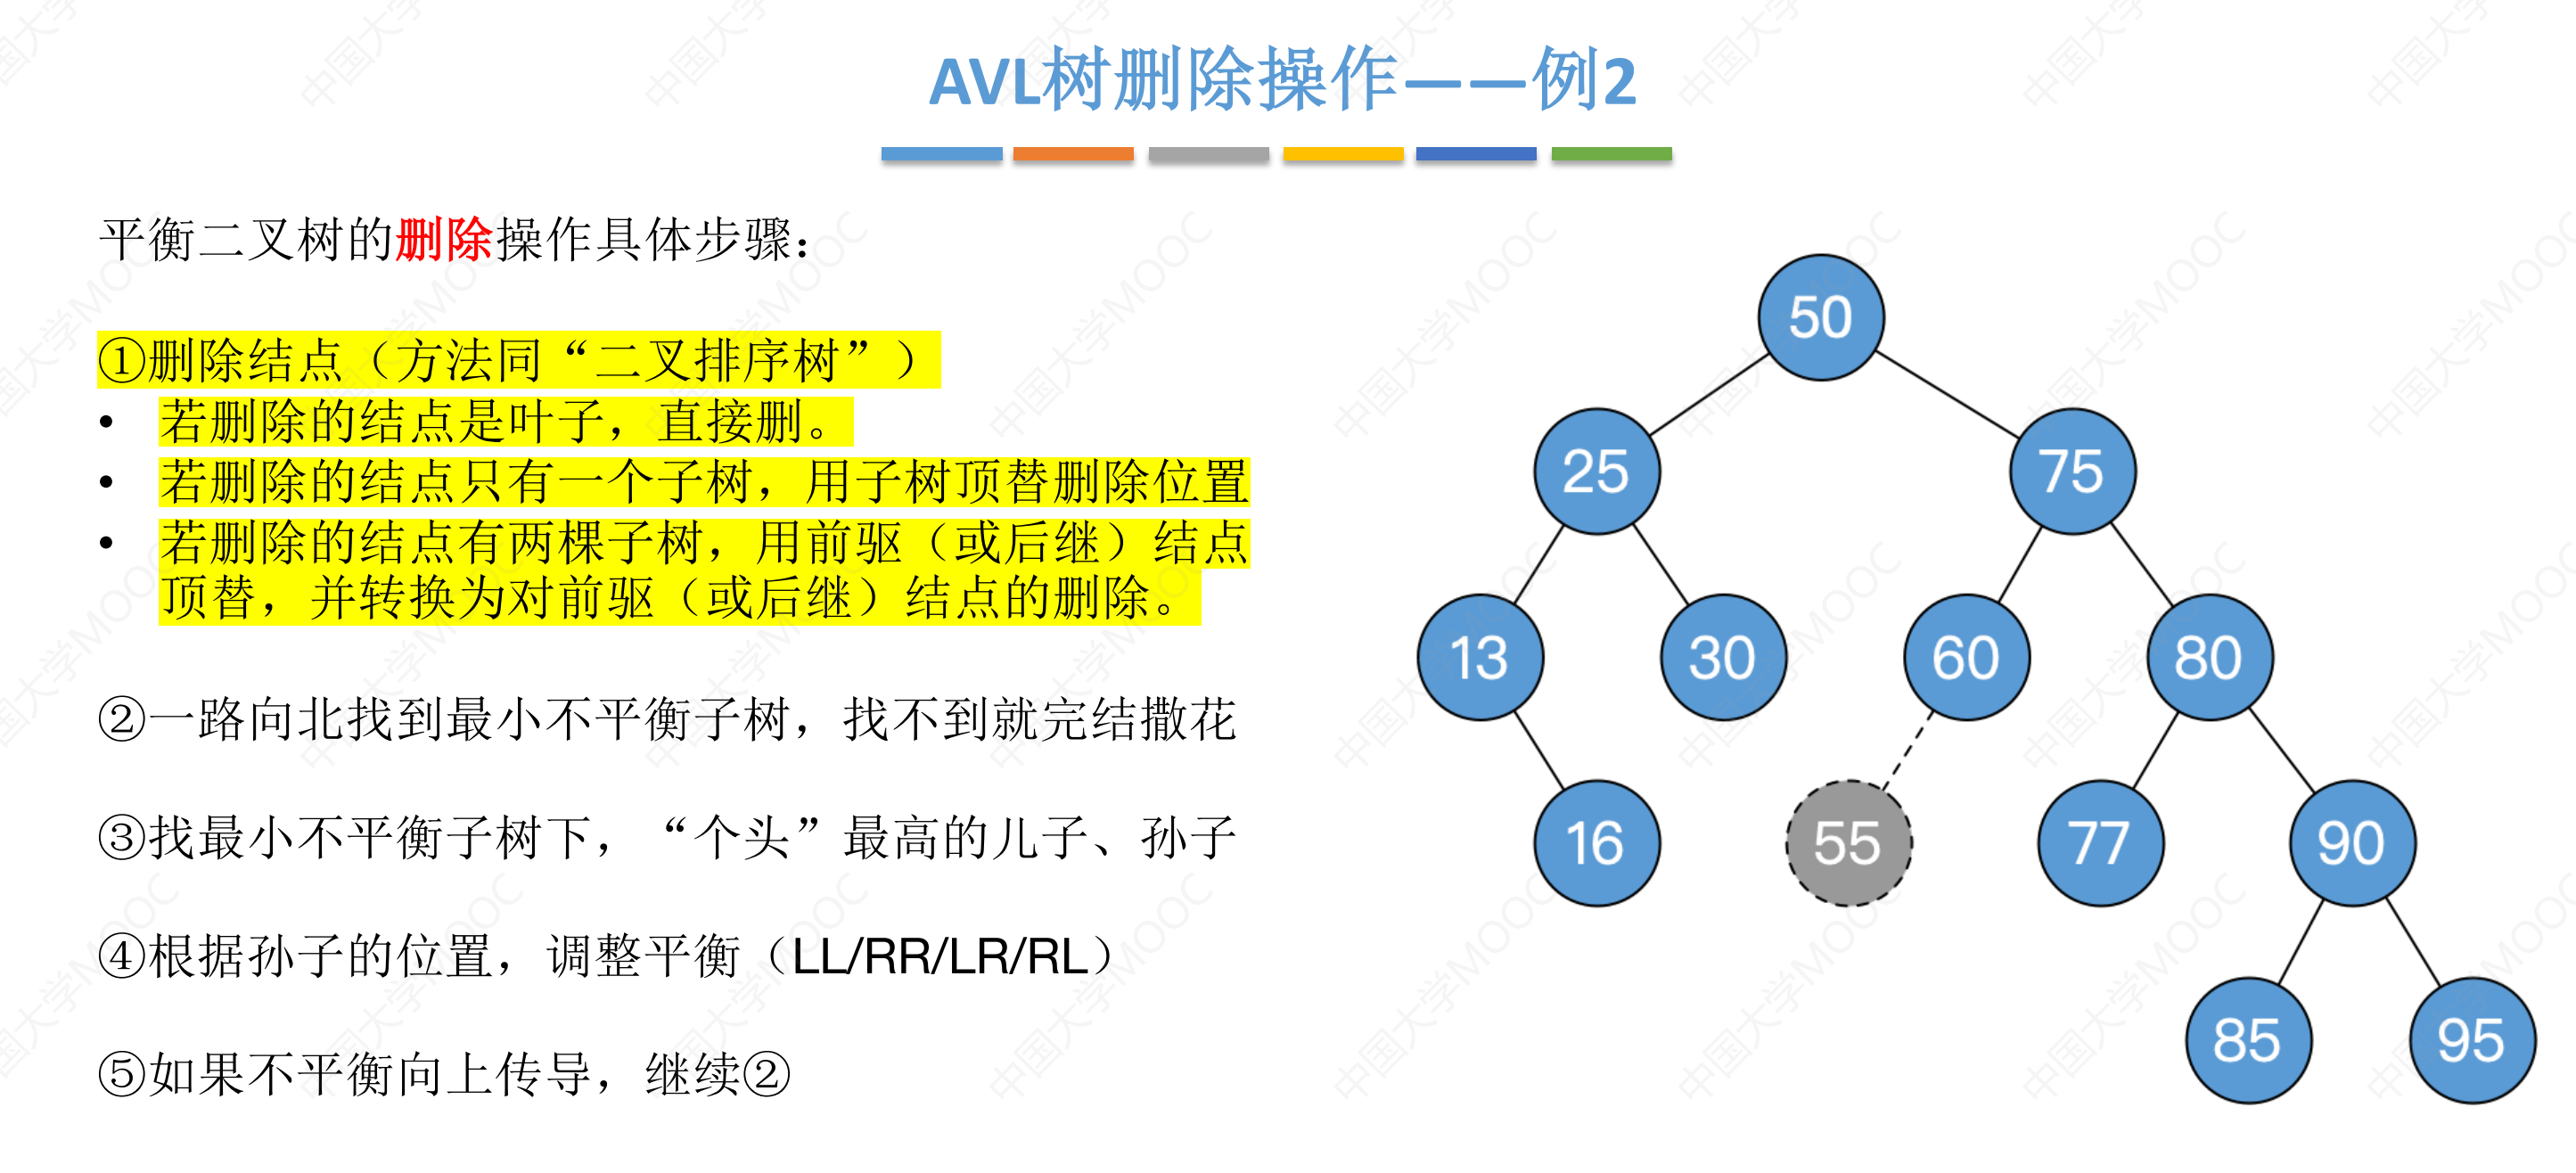 AVL树删除操作——例2
平衡二叉树的删除操作具体步骤：
①删除结点（方法同“二叉排序树”）
• 若删除的结点是叶子，直接删。
• 若删除的结点只有一个子树，用子树顶替删除位置
• 若删除的结点有两棵子树，用前驱（或后继）结点
顶替，并转换为对前驱（或后继）结点的删除。
②一路向北找到最小不平衡子树，找不到就完结撒花
③找最小不平衡子树下，“个头”最高的儿子、孙子
④根据孙子的位置，调整平衡（LL/RR/LR/RL）
⑤如果不平衡向上传导，继续②
50
25 75
13 30 60 80
16 55 77 90
85 95
中国大学MOOC